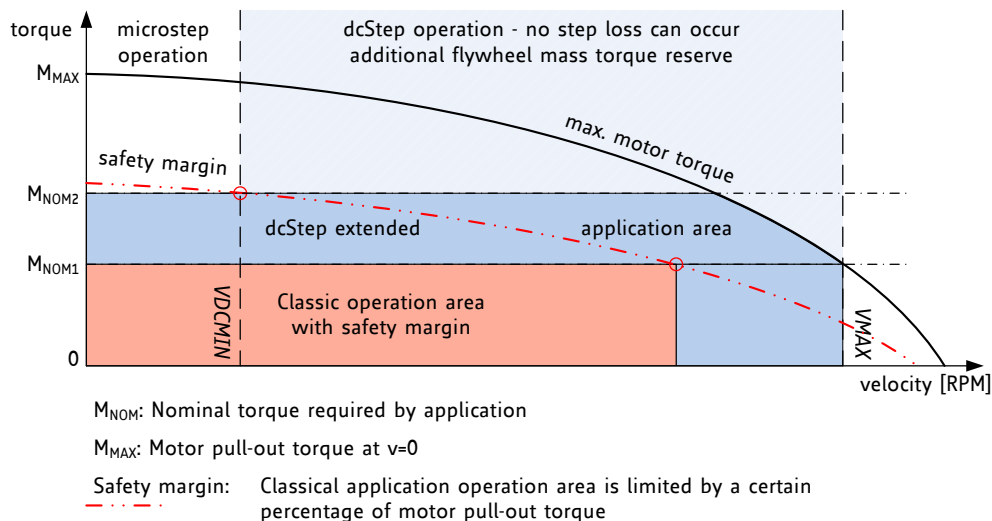 torque
microstep
operation
dcStep operation - no step loss can occur
additional flywheel mass torque reserve
MMAX
max. motor torque
safety margin
MNOM2
dcStep extended
application area
MNOM1
Classic operation area
with safety margin
VDCMIN
VMAX
0
velocity [RPM]
MNOM: Nominal torque required by application
MMAX: Motor pull-out torque at v=0
Safety margin: Classical application operation area is limited by a certain
percentage of motor pull-out torque